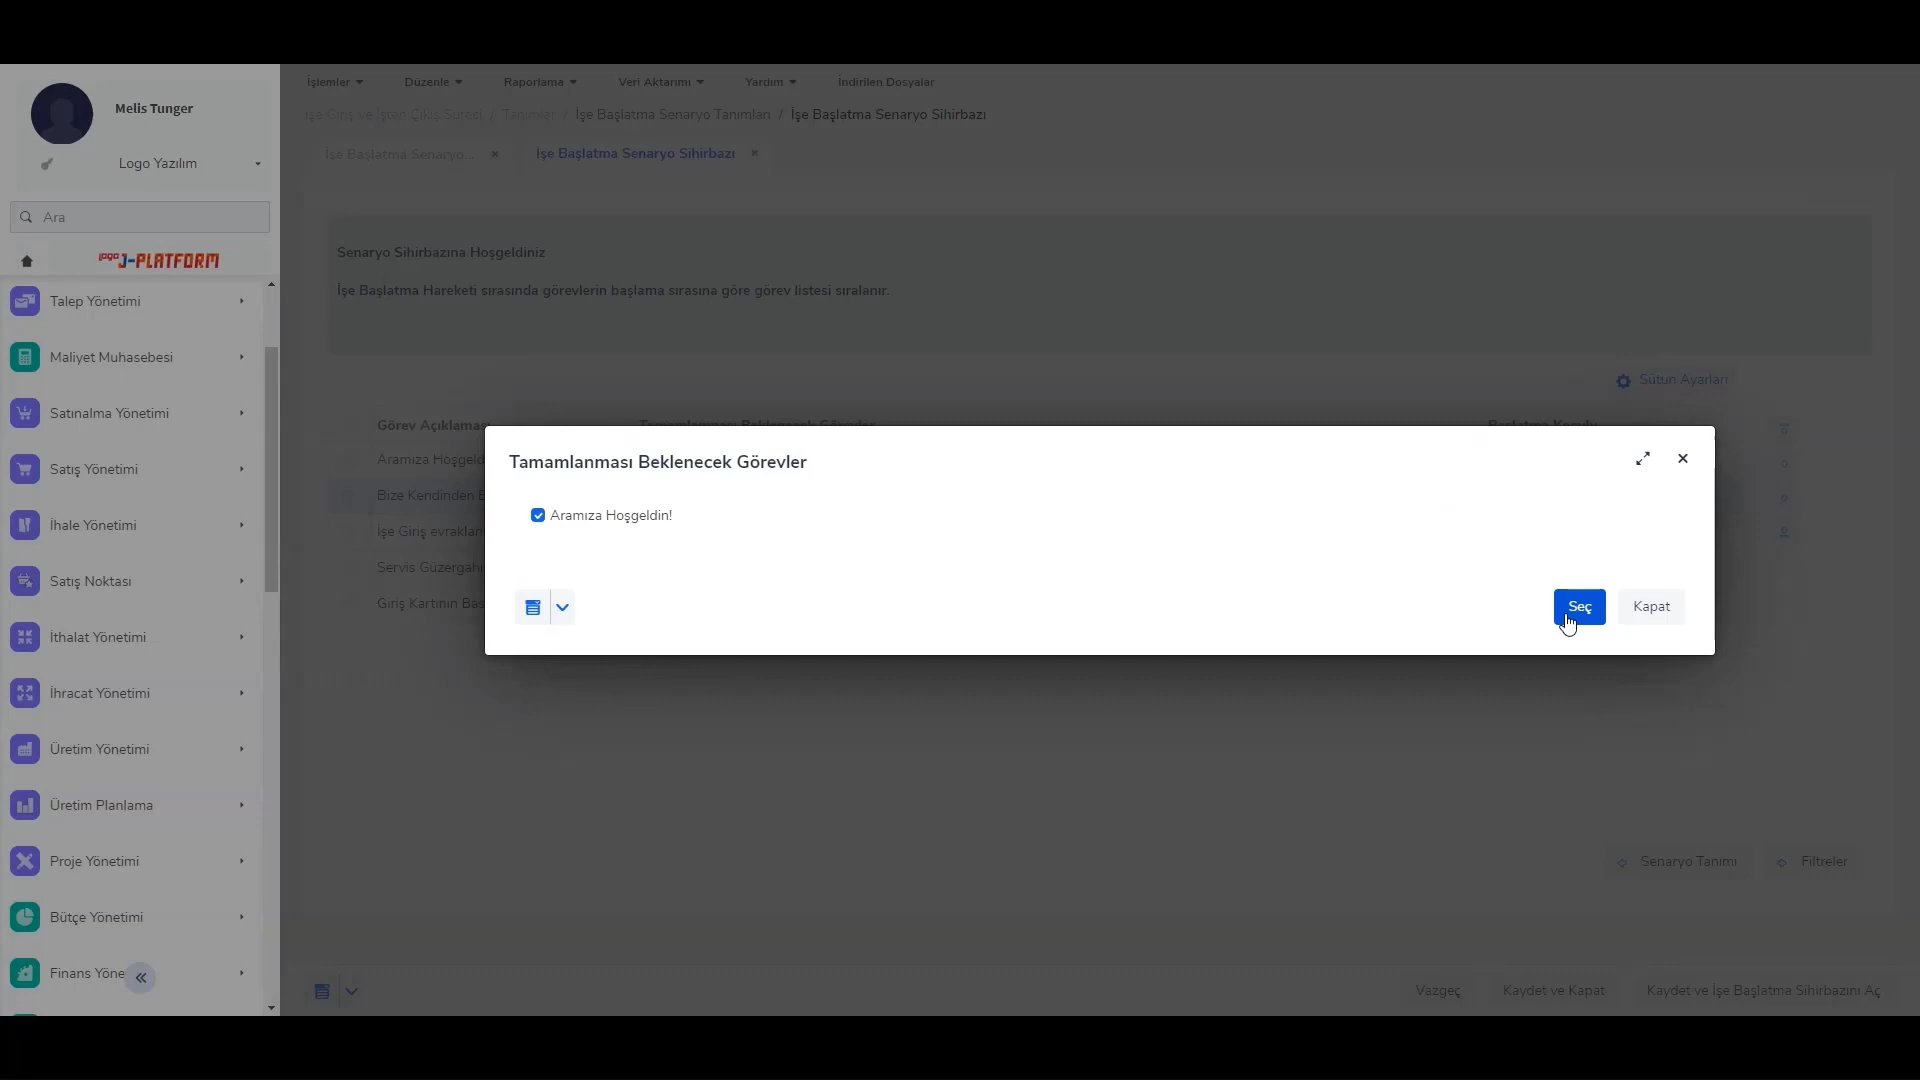 Melis Tunger
Logo Yazılım
Ara
logo J-PLATFORM
Talep Yönetimi
Maliyet Muhasebesi
Satınalma Yönetimi
Satış Yönetimi
İhale Yönetimi
Satış Noktası
İthalat Yönetimi
İhracat Yönetimi
Üretim Yönetimi
Üretim Planlama
Proje Yönetimi
Bütçe Yönetimi
Finans Yöne
İşlemler Düzenle Raporlama Veri Aktarımı Yardım İndirilen Dosyalar
İşe Giriş ve İşten Çıkış Süreci / Tanımlar / İşe Başlatma Senaryo Tanımları / İşe Başlatma Senaryo Sihirbazı
İşe Başlatma Senaryo... İşe Başlatma Senaryo Sihirbazı
Senaryo Sihirbazına Hoşgeldiniz
İşe Başlatma Hareketi sırasında görevlerin başlama sırasına göre görev listesi sıralanır.
Sütun Ayarları
Görev Açıklaması Tamamlanması Beklenecek Görevler Başlatma Koşulu
Aramıza Hoşgeld
Bize Kendinden B
İşe Giriş evrakları
Servis Güzergahı
Giriş Kartının Bas
Tamamlanması Beklenecek Görevler
Aramıza Hoşgeldin!
Seç Kapat
Senaryo Tanımı Filtreler
Vazgeç Kaydet ve Kapat Kaydet ve İşe Başlatma Sihirbazını Aç